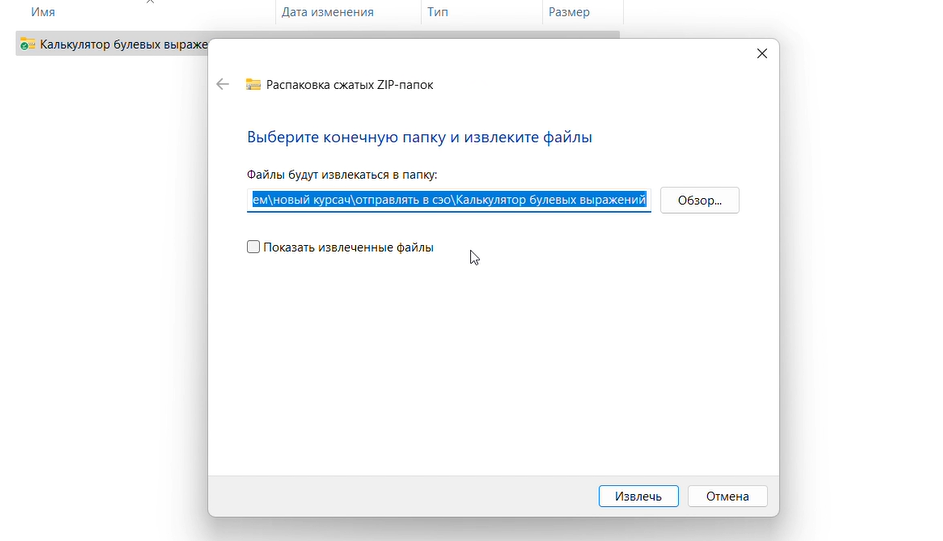 Имя Дата изменения Тип Размер
Калькулятор булевых выраже
Распаковка сжатых ZIP-папок
Выберите конечную папку и извлеките файлы
Файлы будут извлекаться в папку:
ем\новый курсач\отправлять в сэо\Калькулятор булевых выражений
Обзор...
Показать извлеченные файлы
Извлечь Отмена